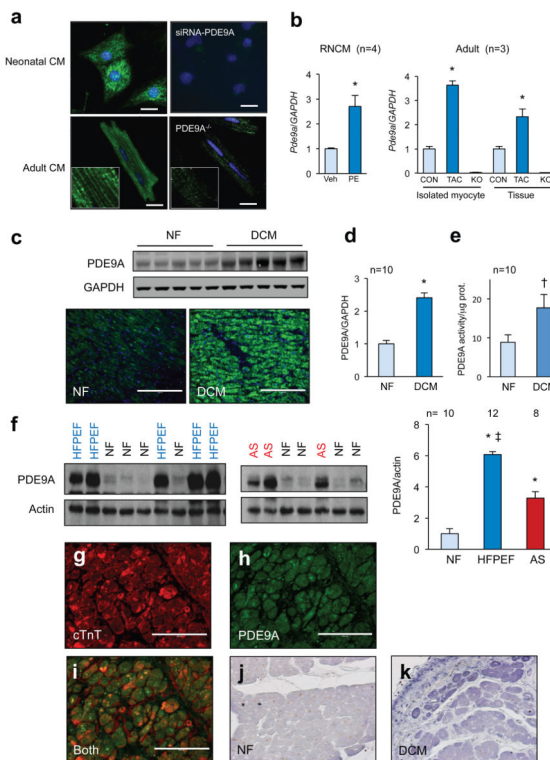 a
Neonatal CM
siRNA-PDE9A
Adult CM
PDE9A-/-
b
RNCM (n=4)
Adult (n=3)
Pde9a/GAPDH
4
3
2
1
0
*
Veh PE
Pde9a/GAPDH
4
3
2
1
0
*
*
CON TAC KO CON TAC KO
Isolated myocyte Tissue
c
NF DCM
PDE9A
GAPDH
NF
DCM
d
n=10
PDE9A/GAPDH
3
2
1
0
*
NF DCM
e
n=10
PDE9A activity/µg prot.
20
10
0
†
NF DCM
f
HFPEF HFPEF NF NF NF HFPEF NF HFPEF HFPEF
AS AS NF NF AS NF NF
PDE9A
Actin
n= 10 12 8
PDE9A/actin
8
6
4
2
0
* ‡
*
NF HFPEF AS
g
cTnT
h
PDE9A
i
Both
j
NF
k
DCM